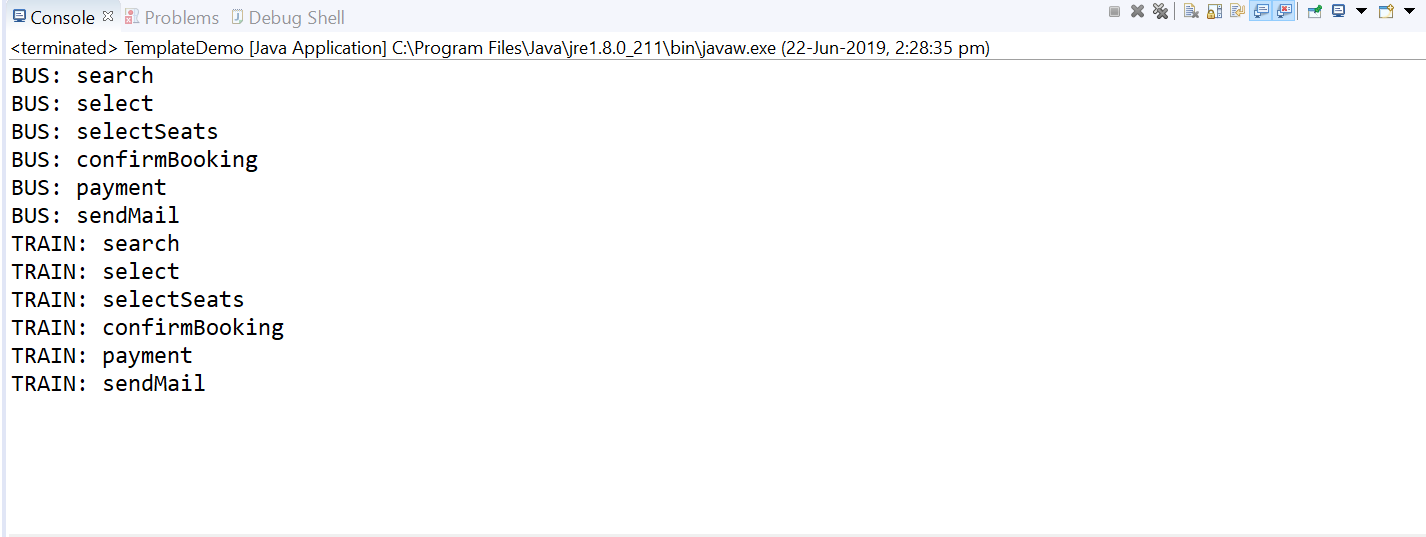 Console Problems Debug Shell
<terminated> TemplateDemo [Java Application] C:\Program Files\Java\jre1.8.0_211\bin\javaw.exe (22-Jun-2019, 2:28:35 pm)
BUS: search
BUS: select
BUS: selectSeats
BUS: confirmBooking
BUS: payment
BUS: sendMail
TRAIN: search
TRAIN: select
TRAIN: selectSeats
TRAIN: confirmBooking
TRAIN: payment
TRAIN: sendMail